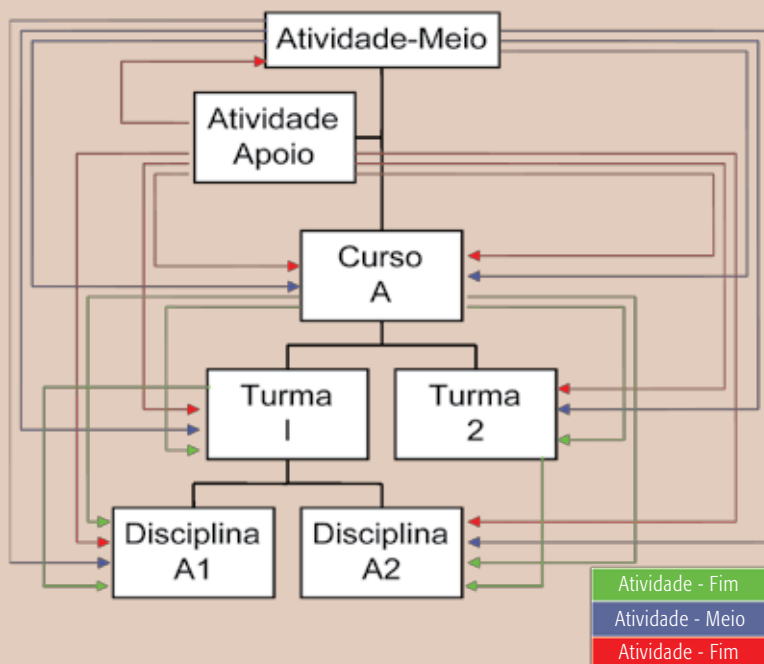 Atividade-Meio
Atividade
Apoio
Curso
A
Turma
I
Turma
2
Disciplina
A1
Disciplina
A2
Atividade - Fim
Atividade - Meio
Atividade - Fim